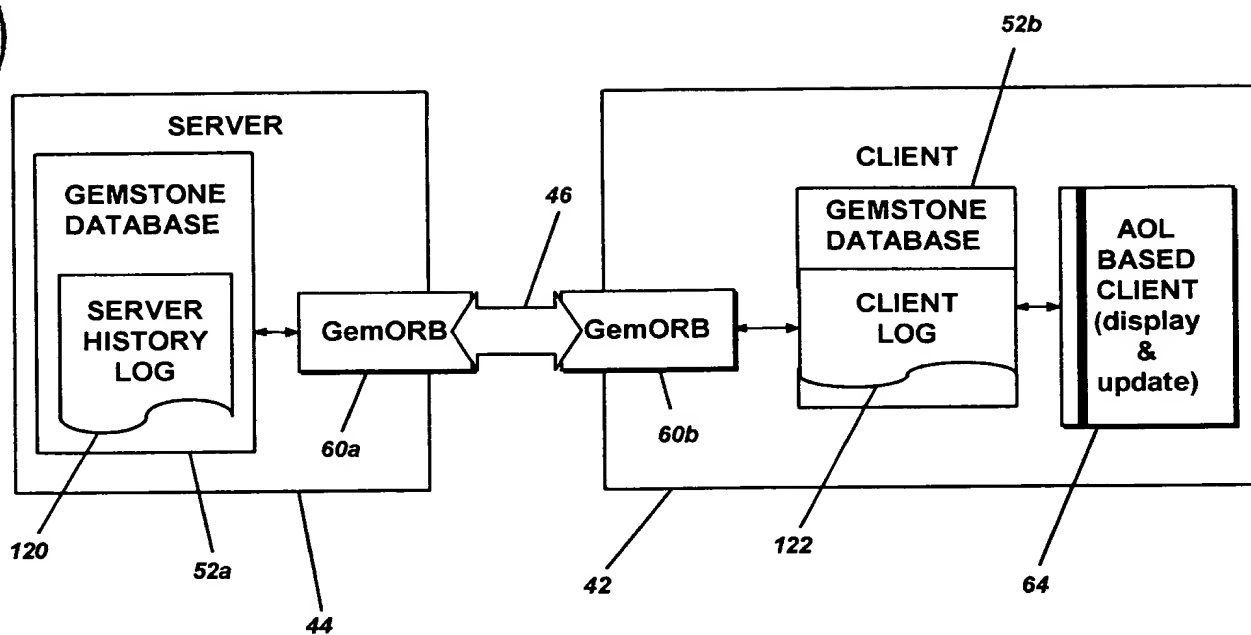 52b
SERVER
CLIENT
GEMSTONE
DATABASE
SERVER
HISTORY
LOG
46
GEMSTONE
DATABASE
CLIENT
LOG
AOL
BASED
CLIENT
(display
&
update)
GemORB
GemORB
60a
60b
120
52a
44
42
122
64